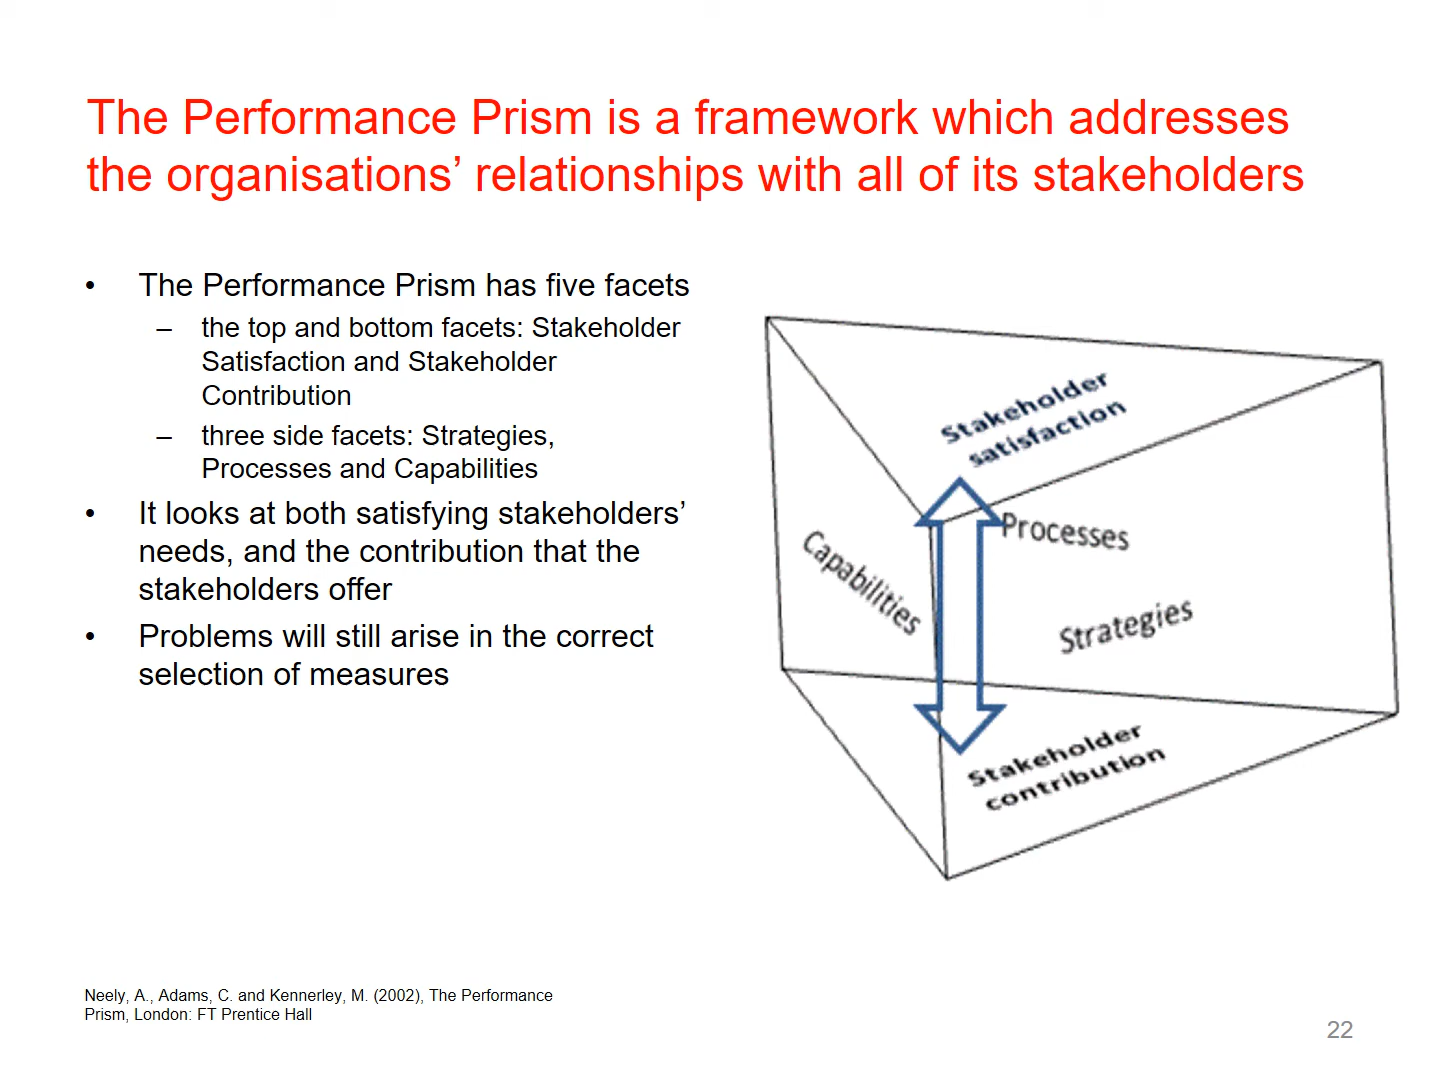 The Performance Prism is a framework which addresses
the organisations’ relationships with all of its stakeholders
• The Performance Prism has five facets
– the top and bottom facets: Stakeholder
Satisfaction and Stakeholder
Contribution
– three side facets: Strategies,
Processes and Capabilities
• It looks at both satisfying stakeholders’
needs, and the contribution that the
stakeholders offer
• Problems will still arise in the correct
selection of measures
Stakeholder
satisfaction
Processes
Capabilities
Strategies
Stakeholder
contribution
Neely, A., Adams, C. and Kennerley, M. (2002), The Performance
Prism, London: FT Prentice Hall
22